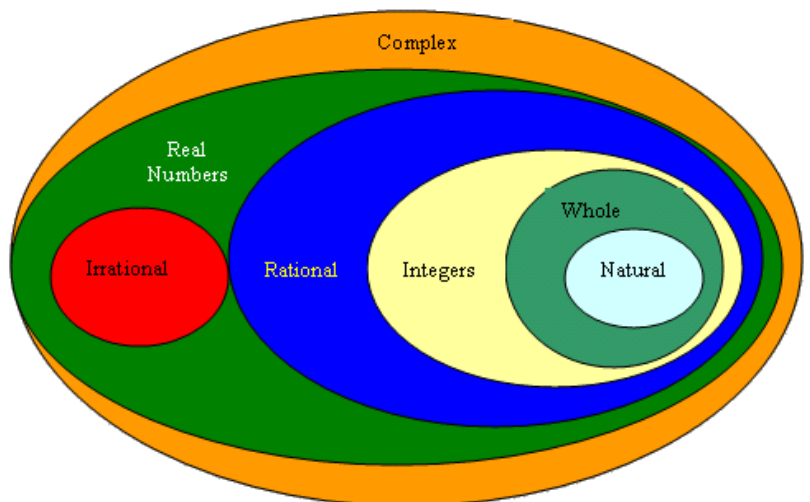 Complex
Real
Numbers
Whole
Irrational
Rational
Integers
Natural